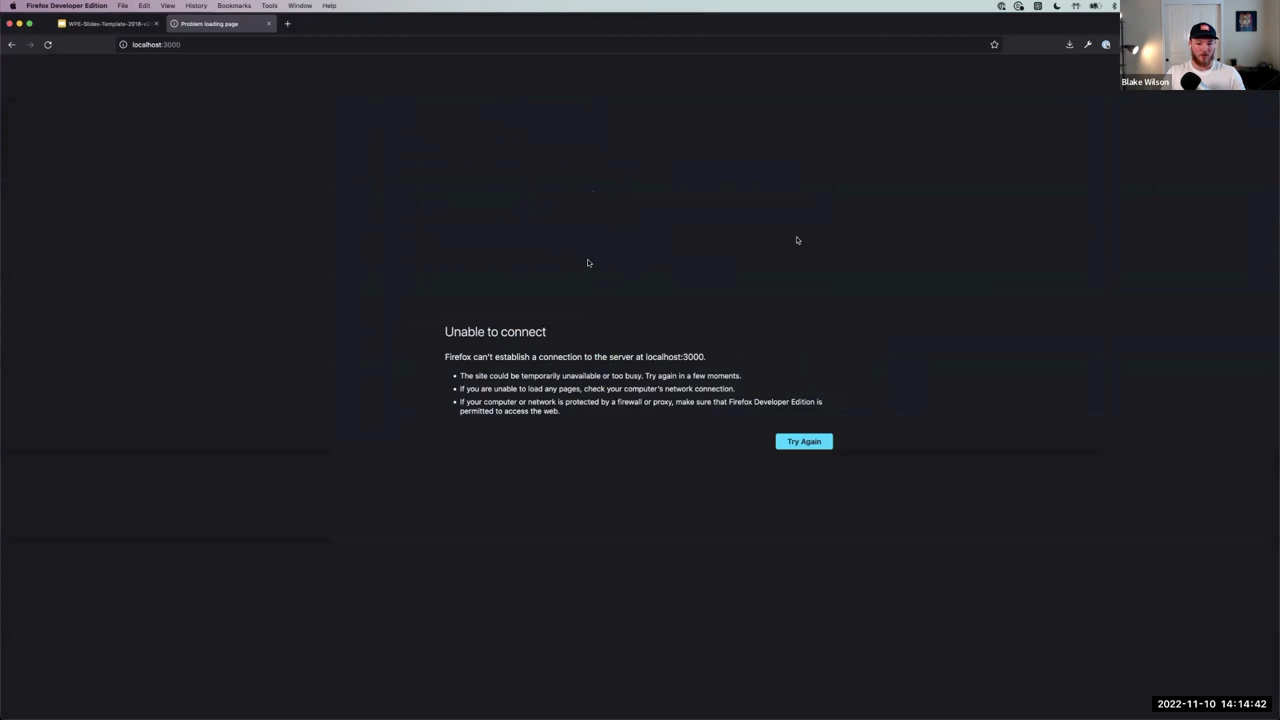 Firefox Developer Edition File Edit View History Bookmarks Tools Window Help
WPE-Slides-Template-2018-v
Problem loading page
localhost:3000
Blake Wilson
Unable to connect
Firefox can't establish a connection to the server at localhost:3000.
• The site could be temporarily unavailable or too busy. Try again in a few moments.
• If you are unable to load any pages, check your computer's network connection.
• If your computer or network is protected by a firewall or proxy, make sure that Firefox Developer Edition is
permitted to access the web.
Try Again
2022-11-10 14:14:42